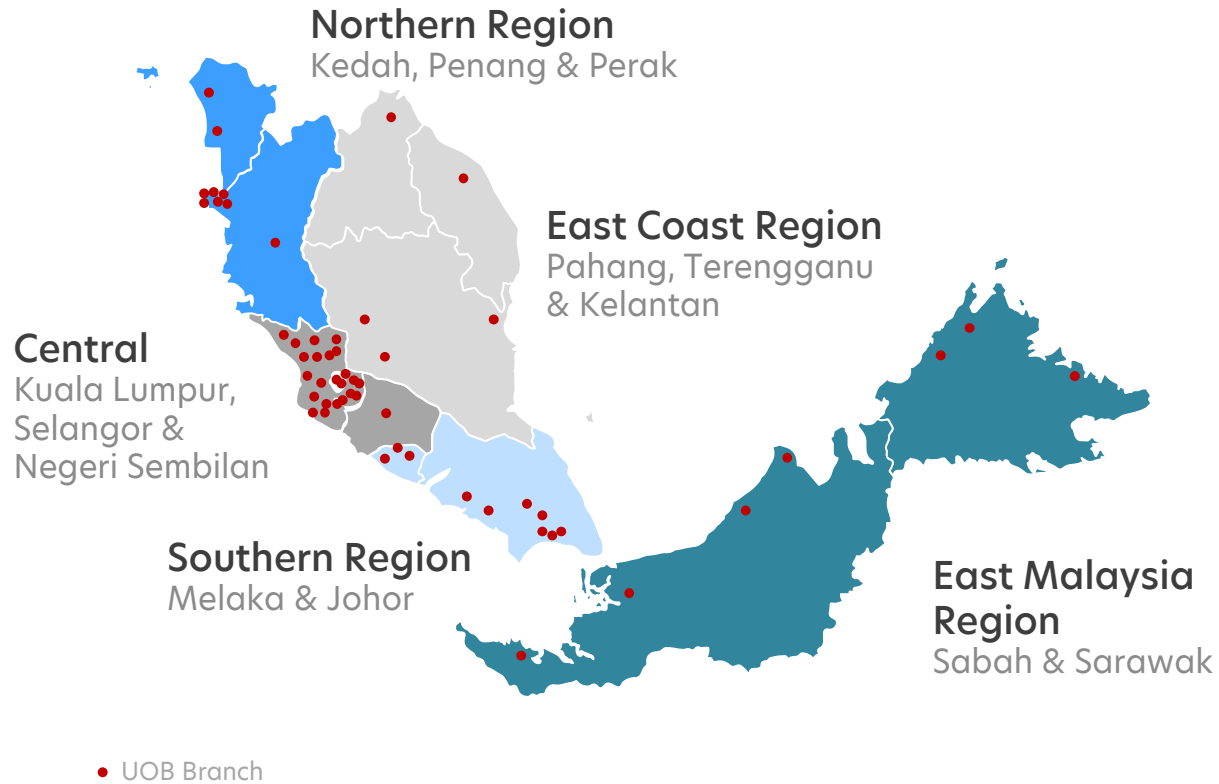 Northern Region
Kedah, Penang & Perak
East Coast Region
Pahang, Terengganu
& Kelantan
Central
Kuala Lumpur,
Selangor &
Negeri Sembilan
Southern Region
Melaka & Johor
East Malaysia
Region
Sabah & Sarawak
UOB Branch